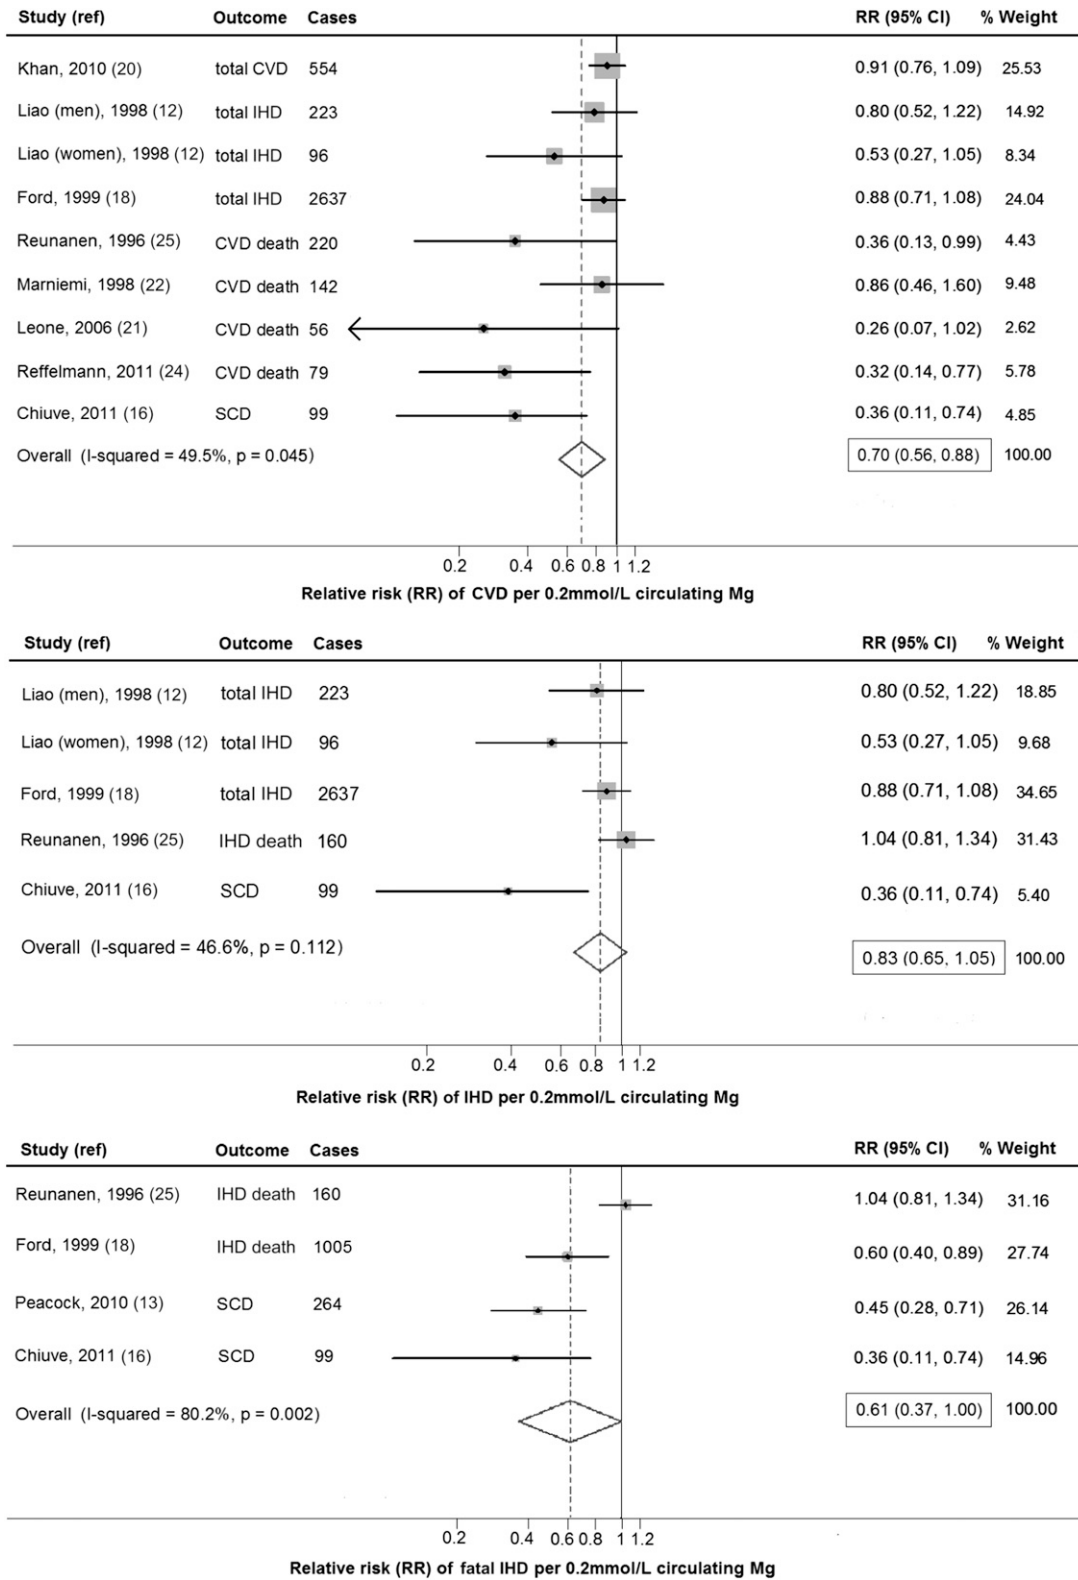 Study (ref) Outcome Cases RR (95% CI) % Weight
Khan, 2010 (20) total CVD 554 0.91 (0.76, 1.09) 25.53
Liao (men), 1998 (12) total IHD 223 0.80 (0.52, 1.22) 14.92
Liao (women), 1998 (12) total IHD 96 0.53 (0.27, 1.05) 8.34
Ford, 1999 (18) total IHD 2637 0.88 (0.71, 1.08) 24.04
Reunanen, 1996 (25) CVD death 220 0.36 (0.13, 0.99) 4.43
Marniemi, 1998 (22) CVD death 142 0.86 (0.46, 1.60) 9.48
Leone, 2006 (21) CVD death 56 0.26 (0.07, 1.02) 2.62
Reffelmann, 2011 (24) CVD death 79 0.32 (0.14, 0.77) 5.78
Chiuve, 2011 (16) SCD 99 0.36 (0.11, 0.74) 4.85
Overall (I-squared = 49.5%, p = 0.045) 0.70 (0.56, 0.88) 100.00
0.2 0.4 0.6 0.8 1 1.2
Relative risk (RR) of CVD per 0.2mmol/L circulating Mg
Study (ref) Outcome Cases RR (95% CI) % Weight
Liao (men), 1998 (12) total IHD 223 0.80 (0.52, 1.22) 18.85
Liao (women), 1998 (12) total IHD 96 0.53 (0.27, 1.05) 9.68
Ford, 1999 (18) total IHD 2637 0.88 (0.71, 1.08) 34.65
Reunanen, 1996 (25) IHD death 160 1.04 (0.81, 1.34) 31.43
Chiuve, 2011 (16) SCD 99 0.36 (0.11, 0.74) 5.40
Overall (I-squared = 46.6%, p = 0.112) 0.83 (0.65, 1.05) 100.00
0.2 0.4 0.6 0.8 1 1.2
Relative risk (RR) of IHD per 0.2mmol/L circulating Mg
Study (ref) Outcome Cases RR (95% CI) % Weight
Reunanen, 1996 (25) IHD death 160 1.04 (0.81, 1.34) 31.16
Ford, 1999 (18) IHD death 1005 0.60 (0.40, 0.89) 27.74
Peacock, 2010 (13) SCD 264 0.45 (0.28, 0.71) 26.14
Chiuve, 2011 (16) SCD 99 0.36 (0.11, 0.74) 14.96
Overall (I-squared = 80.2%, p = 0.002) 0.61 (0.37, 1.00) 100.00
0.2 0.4 0.6 0.8 1 1.2
Relative risk (RR) of fatal IHD per 0.2mmol/L circulating Mg